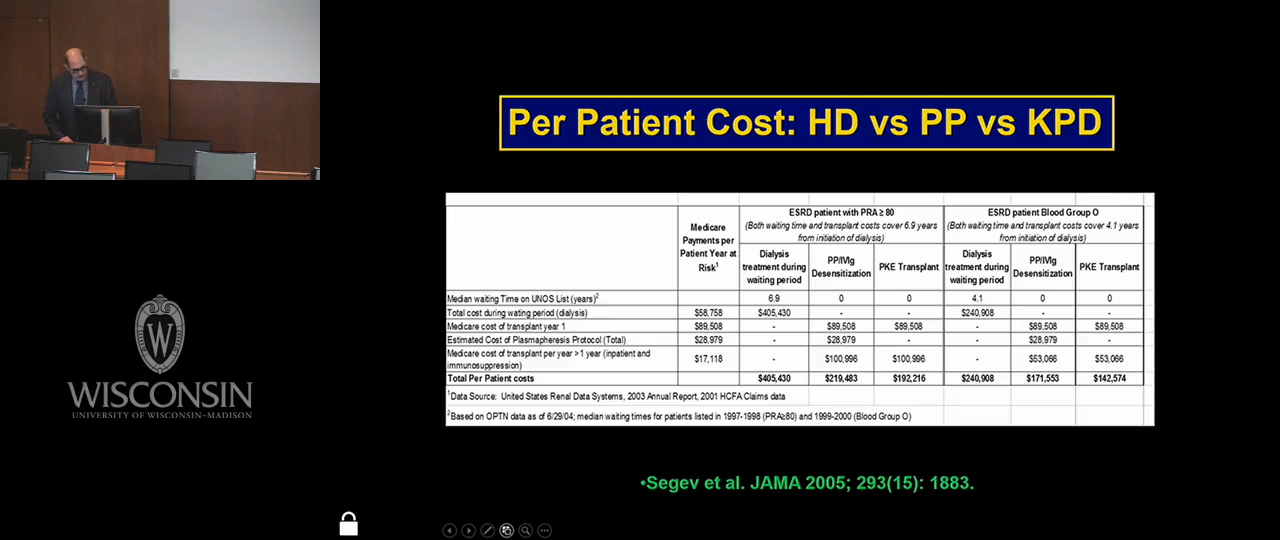 Per Patient Cost: HD vs PP vs KPD
Medicare Payments per Patient Year at Risk1
ESRD patient with PRA ≥ 80
(Both waiting time and transplant costs cover 6.9 years from initiation of dialysis)
ESRD patient Blood Group O
(Both waiting time and transplant costs cover 4.1 years from initiation of dialysis)
Dialysis treatment during waiting period
PP/IVIg Desensitization
PKE Transplant
Dialysis treatment during waiting period
PP/IVIg Desensitization
PKE Transplant
Median waiting Time on UNOS List (years)2 6.9 0 0 4.1 0 0
Total cost during wating period (dialysis) $58,758 $405,430 - - $240,908 - -
Medicare cost of transplant year 1 $89,508 - $89,508 $89,508 - $89,508 $89,508
Estimated Cost of Plasmapheresis Protocol (Total) $28,979 - $28,979 - - $28,979 -
Medicare cost of transplant per year >1 year (inpatient and immunosuppression) $17,118 - $100,996 $100,996 - $53,066 $53,066
Total Per Patient costs $405,430 $219,483 $192,216 $240,908 $171,553 $142,574
1Data Source: United States Renal Data Systems, 2003 Annual Report, 2001 HCFA Claims data
2Based on OPTN data as of 6/29/04; median waiting times for patients listed in 1997-1998 (PRA≥80) and 1999-2000 (Blood Group O)
•Segev et al. JAMA 2005; 293(15): 1883.
W
WISCONSIN
UNIVERSITY OF WISCONSIN–MADISON